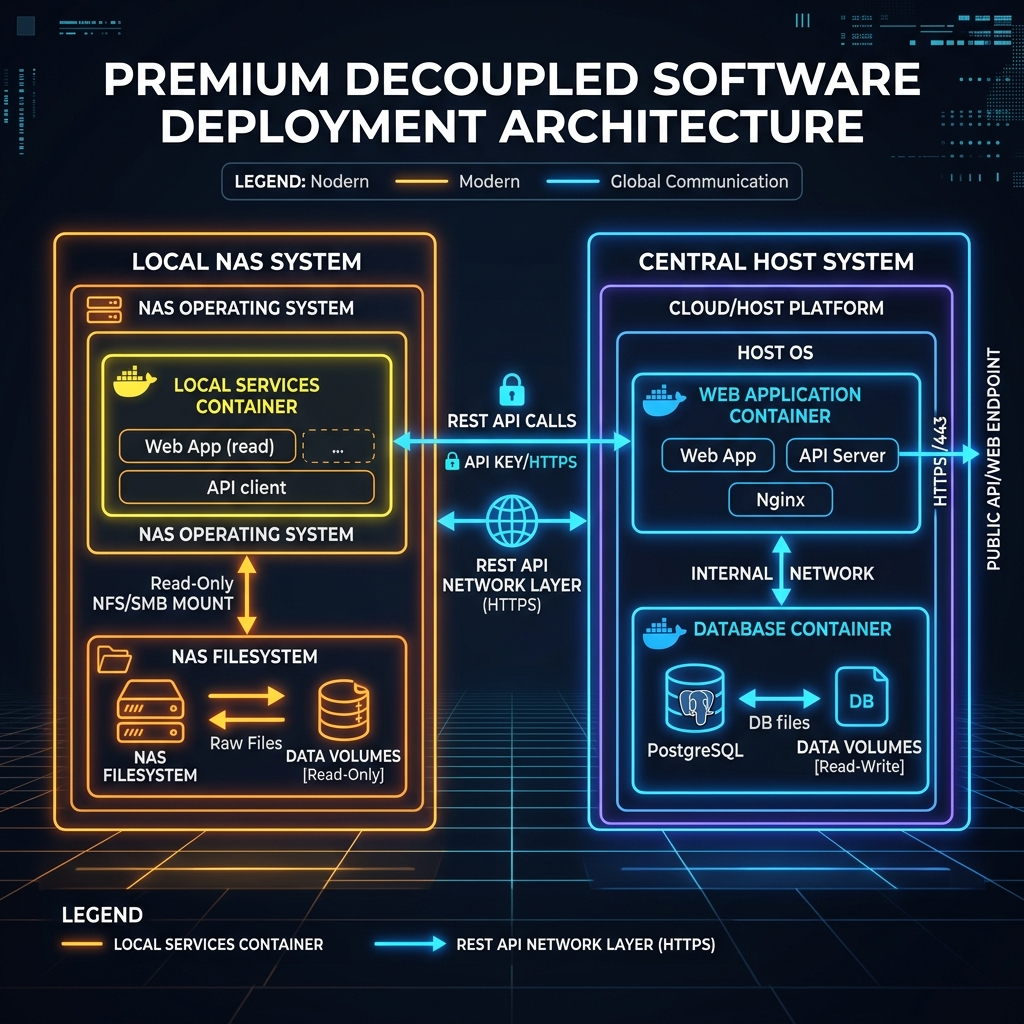 PREMIUM DECOUPLED SOFTWARE
DEPLOYMENT ARCHITECTURE
LEGEND: Nodern Modern Global Communication
LOCAL NAS SYSTEM
NAS OPERATING SYSTEM
LOCAL SERVICES
CONTAINER
Web App (read)
...
API client
NAS OPERATING SYSTEM
Read-Only
NFS/SMB MOUNT
NAS FILESYSTEM
Raw Files
NAS
FILESYSTEM
DATA VOLUMES
[Read-Only]
REST API CALLS
API KEY/HTTPS
REST API
NETWORK LAYER
(HTTPS)
CENTRAL HOST SYSTEM
CLOUD/HOST PLATFORM
HOST OS
WEB APPLICATION
CONTAINER
Web App
API Server
Nginx
INTERNAL NETWORK
DATABASE CONTAINER
DB
DB files
PostgreSQL
DATA VOLUMES
[Read-Write]
HTTPS /443
PUBLIC API/WEB ENDPOINT
LEGEND
LOCAL SERVICES CONTAINER
REST API NETWORK LAYER (HTTPS)